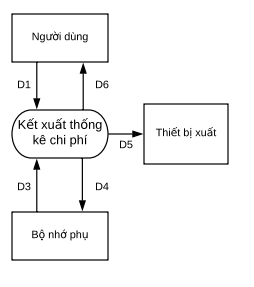 Người dùng
D1
D6
Kết xuất thống
kê chi phí
D5
Thiết bị xuất
D3
D4
Bộ nhớ phụ